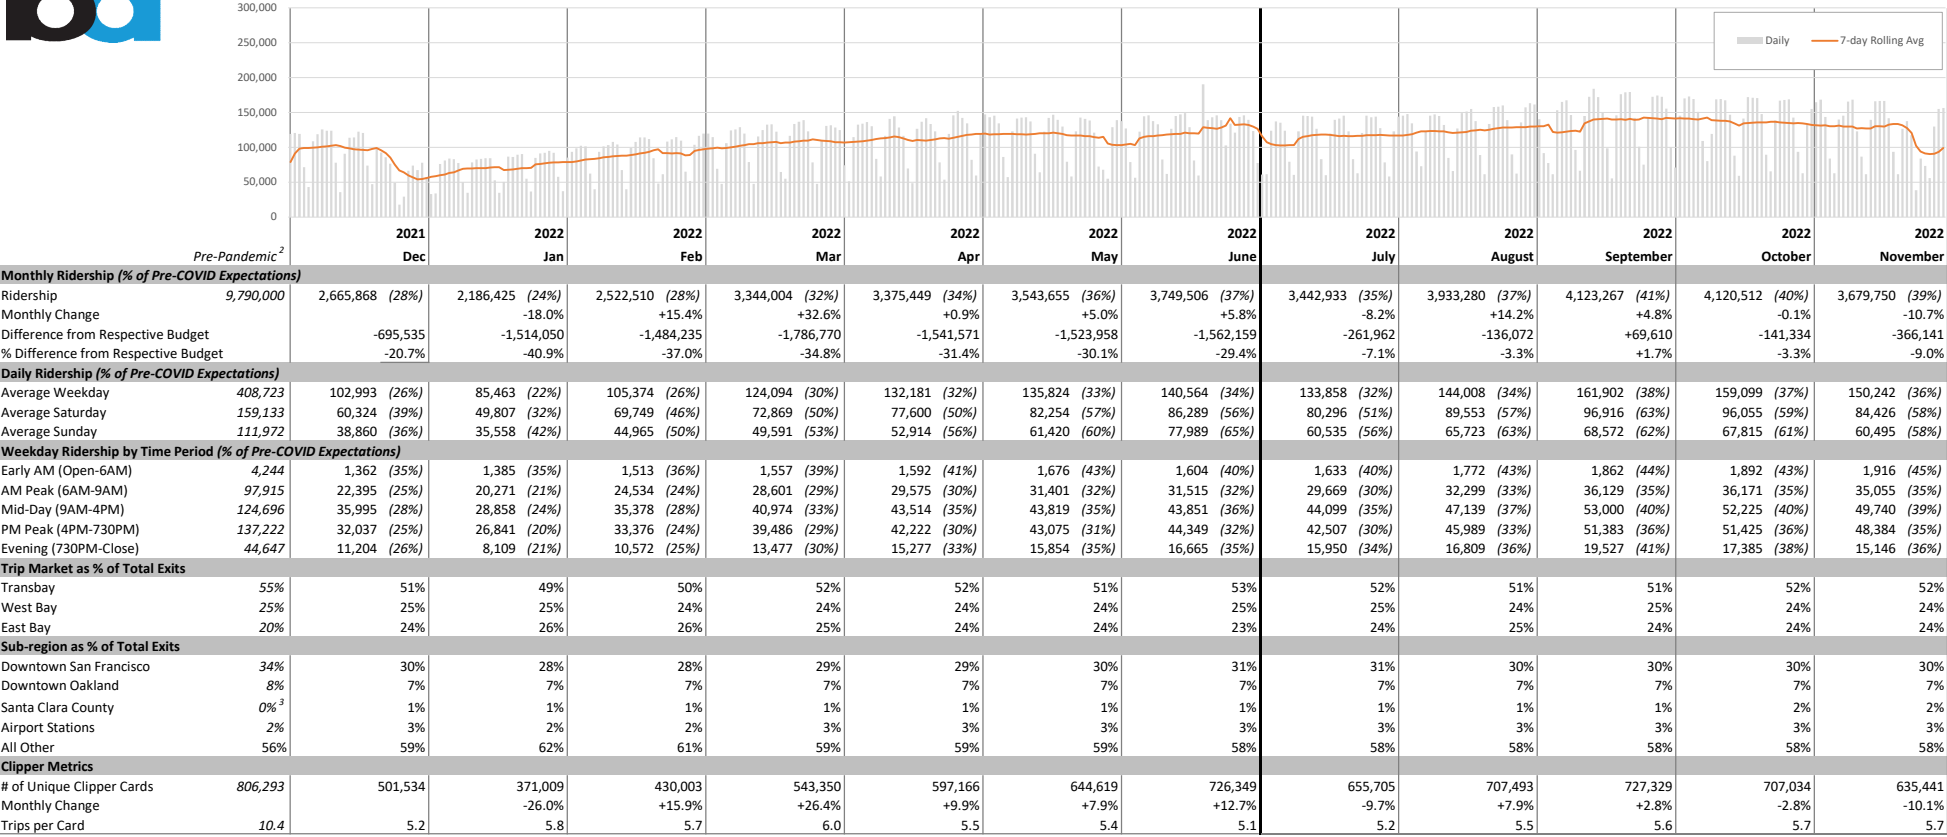 ba
300,000
250,000
200,000
150,000
100,000
50,000
0
Daily 7-day Rolling Avg
2021 2022 2022 2022 2022 2022 2022 2022 2022 2022 2022 2022
Pre-Pandemic 2 Dec Jan Feb Mar Apr May June July August September October November
Monthly Ridership (% of Pre-COVID Expectations)
Ridership 9,790,000 2,665,868 (28%) 2,186,425 (24%) 2,522,510 (28%) 3,344,004 (32%) 3,375,449 (34%) 3,543,655 (36%) 3,749,506 (37%) 3,442,933 (35%) 3,933,280 (37%) 4,123,267 (41%) 4,120,512 (40%) 3,679,750 (39%)
Monthly Change -18.0% +15.4% +32.6% +0.9% +5.0% +5.8% -8.2% +14.2% +4.8% -0.1% -10.7%
Difference from Respective Budget -695,535 -1,514,050 -1,484,235 -1,786,770 -1,541,571 -1,523,958 -1,562,159 -261,962 -136,072 +69,610 -141,334 -366,141
% Difference from Respective Budget -20.7% -40.9% -37.0% -34.8% -31.4% -30.1% -29.4% -7.1% -3.3% +1.7% -3.3% -9.0%
Daily Ridership (% of Pre-COVID Expectations)
Average Weekday 408,723 102,993 (26%) 85,463 (22%) 105,374 (26%) 124,094 (30%) 132,181 (32%) 135,824 (33%) 140,564 (34%) 133,858 (32%) 144,008 (34%) 161,902 (38%) 159,099 (37%) 150,242 (36%)
Average Saturday 159,133 60,324 (39%) 49,807 (32%) 69,749 (46%) 72,869 (50%) 77,600 (50%) 82,254 (57%) 86,289 (56%) 80,296 (51%) 89,553 (57%) 96,916 (63%) 96,055 (59%) 84,426 (58%)
Average Sunday 111,972 38,860 (36%) 35,558 (42%) 44,965 (50%) 49,591 (53%) 52,914 (56%) 61,420 (60%) 77,989 (65%) 60,535 (56%) 65,723 (63%) 68,572 (62%) 67,815 (61%) 60,495 (58%)
Weekday Ridership by Time Period (% of Pre-COVID Expectations)
Early AM (Open-6AM) 4,244 1,362 (35%) 1,385 (35%) 1,513 (36%) 1,557 (39%) 1,592 (41%) 1,676 (43%) 1,604 (40%) 1,633 (40%) 1,772 (43%) 1,862 (44%) 1,892 (43%) 1,916 (45%)
AM Peak (6AM-9AM) 97,915 22,395 (25%) 20,271 (21%) 24,534 (24%) 28,601 (29%) 29,575 (30%) 31,401 (32%) 31,515 (32%) 29,669 (30%) 32,299 (33%) 36,129 (35%) 36,171 (35%) 35,055 (35%)
Mid-Day (9AM-4PM) 124,696 35,995 (28%) 28,858 (24%) 35,378 (28%) 40,974 (33%) 43,514 (35%) 43,819 (35%) 43,851 (36%) 44,099 (35%) 47,139 (37%) 53,000 (40%) 52,225 (40%) 49,740 (39%)
PM Peak (4PM-730PM) 137,222 32,037 (25%) 26,841 (20%) 33,376 (24%) 39,486 (29%) 42,222 (30%) 43,075 (31%) 44,349 (32%) 42,507 (30%) 45,989 (33%) 51,383 (36%) 51,425 (36%) 48,384 (35%)
Evening (730PM-Close) 44,647 11,204 (26%) 8,109 (21%) 10,572 (25%) 13,477 (30%) 15,277 (33%) 15,854 (35%) 16,665 (35%) 15,950 (34%) 16,809 (36%) 19,527 (41%) 17,385 (38%) 15,146 (36%)
Trip Market as % of Total Exits
Transbay 55% 51% 49% 50% 52% 52% 51% 53% 52% 51% 51% 52% 52%
West Bay 25% 25% 25% 24% 24% 24% 24% 25% 25% 24% 25% 24% 24%
East Bay 20% 24% 26% 26% 25% 24% 24% 23% 24% 25% 24% 24% 24%
Sub-region as % of Total Exits
Downtown San Francisco 34% 30% 28% 28% 29% 29% 30% 31% 31% 30% 30% 30% 30%
Downtown Oakland 8% 7% 7% 7% 7% 7% 7% 7% 7% 7% 7% 7% 7%
Santa Clara County 0% 3 1% 1% 1% 1% 1% 1% 1% 1% 1% 1% 2% 2%
Airport Stations 2% 3% 2% 2% 3% 3% 3% 3% 3% 3% 3% 3% 3%
All Other 56% 59% 62% 61% 59% 59% 59% 58% 58% 58% 58% 58% 58%
Clipper Metrics
# of Unique Clipper Cards 806,293 501,534 371,009 430,003 543,350 597,166 644,619 726,349 655,705 707,493 727,329 707,034 635,441
Monthly Change -26.0% +15.9% +26.4% +9.9% +7.9% +12.7% -9.7% +7.9% +2.8% -2.8% -10.1%
Trips per Card 10.4 5.2 5.8 5.7 6.0 5.5 5.4 5.1 5.2 5.5 5.6 5.7 5.7